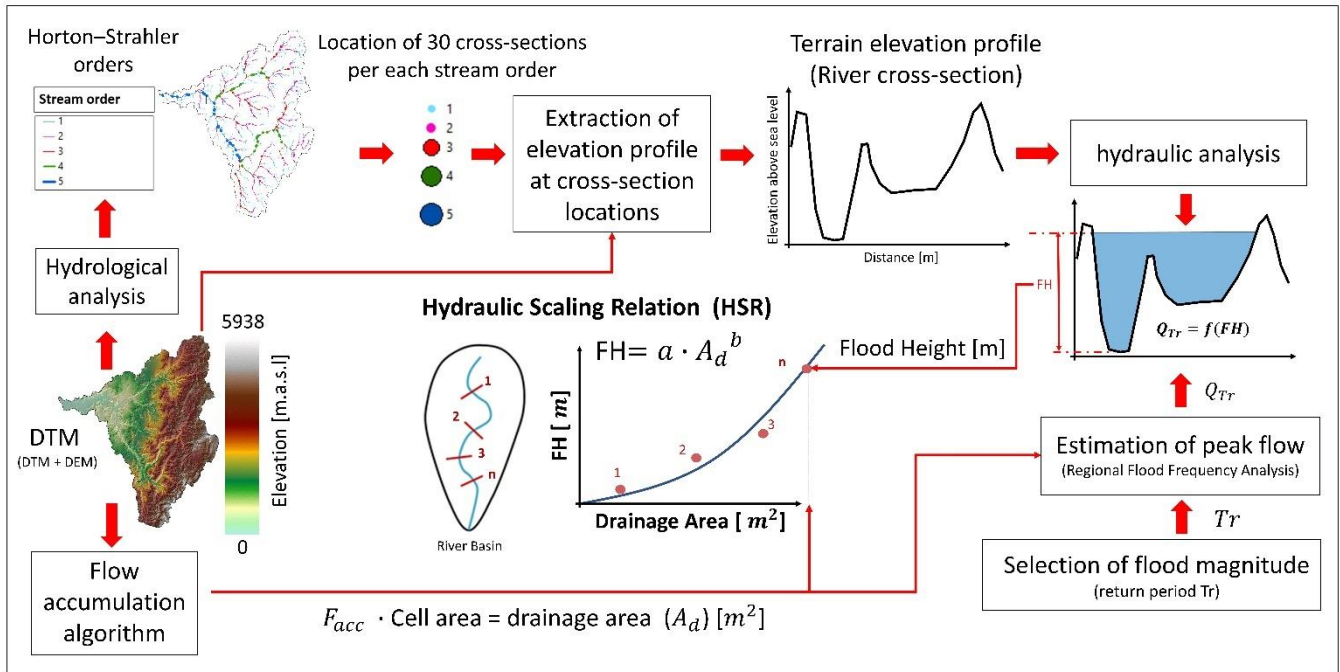 Horton–Strahler
orders
Stream order
1
2
3
4
5
Location of 30 cross-sections
per each stream order
1
2
3
4
5
Extraction of
elevation profile
at cross-section
locations
Terrain elevation profile
(River cross-section)
Elevation above sea level
Distance [m]
hydraulic analysis
FH
Q_Tr = f(FH)
Hydrological
analysis
5938
Elevation [m.a.s.l]
0
DTM
(DTM + DEM)
Hydraulic Scaling Relation (HSR)
FH= a · A_d^b
1
2
3
n
River Basin
FH [ m]
1
2
3
n
Drainage Area [ m²]
Flood Height [m]
Q_Tr
Estimation of peak flow
(Regional Flood Frequency Analysis)
Tr
Selection of flood magnitude
(return period Tr)
Flow
accumulation
algorithm
F_acc · Cell area = drainage area (A_d) [m²]